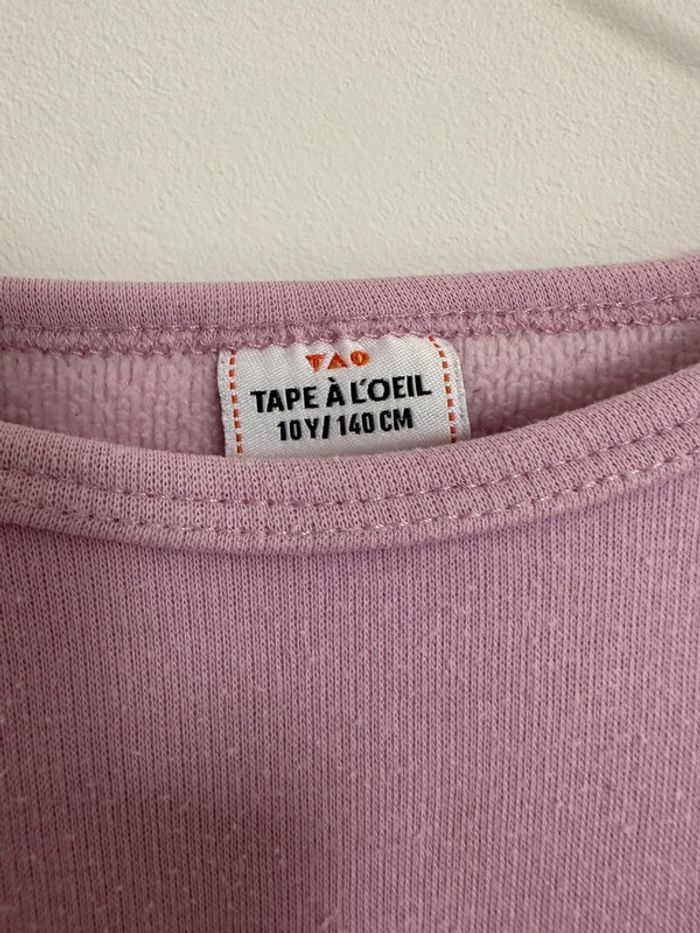 TAO
TAPE À L'OEIL
10Y/ 140 CM